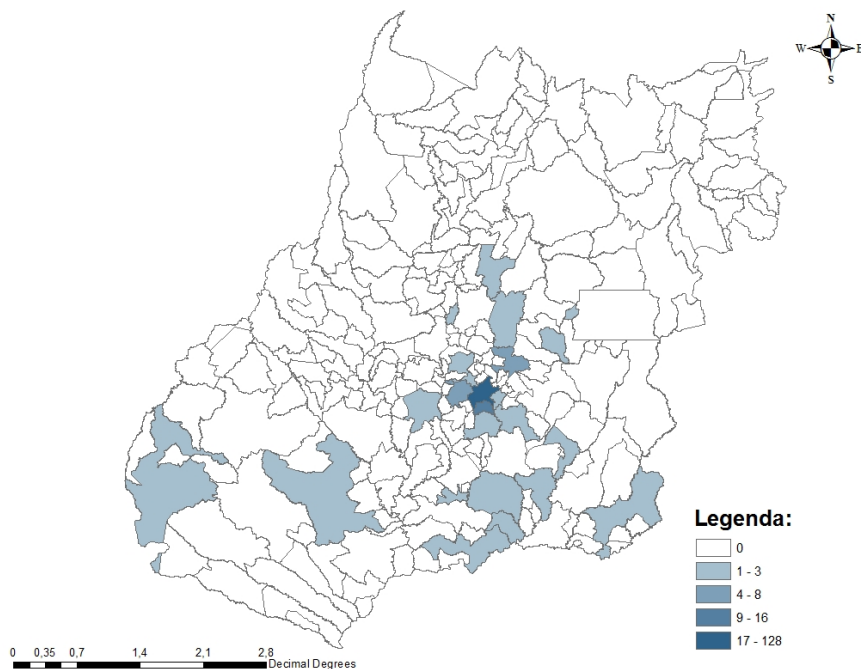 N
W E
S
Legenda:
0
1 - 3
4 - 8
9 - 16
17 - 128
0 0,35 0,7 1,4 2,1 2,8
Decimal Degrees